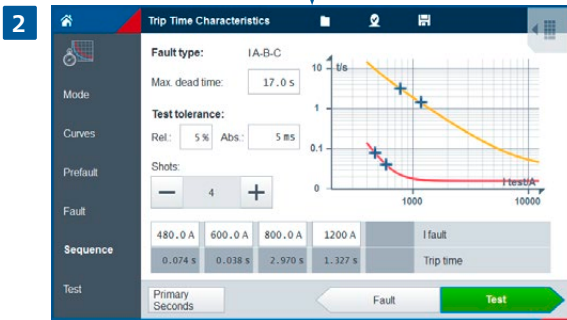 2
Trip Time Characteristics
Mode
Curves
Prefault
Fault
Sequence
Test
Fault type: IA-B-C
Max. dead time: 17.0 s
Test tolerance:
Rel.: 5 % Abs.: 5 ms
Shots:
4
t/s
10
1
0.1
0
1000
10000
Itest/A
480.0 A 600.0 A 800.0 A 1200 A I fault
0.074 s 0.038 s 2.970 s 1.327 s Trip time
Primary
Seconds
Fault
Test